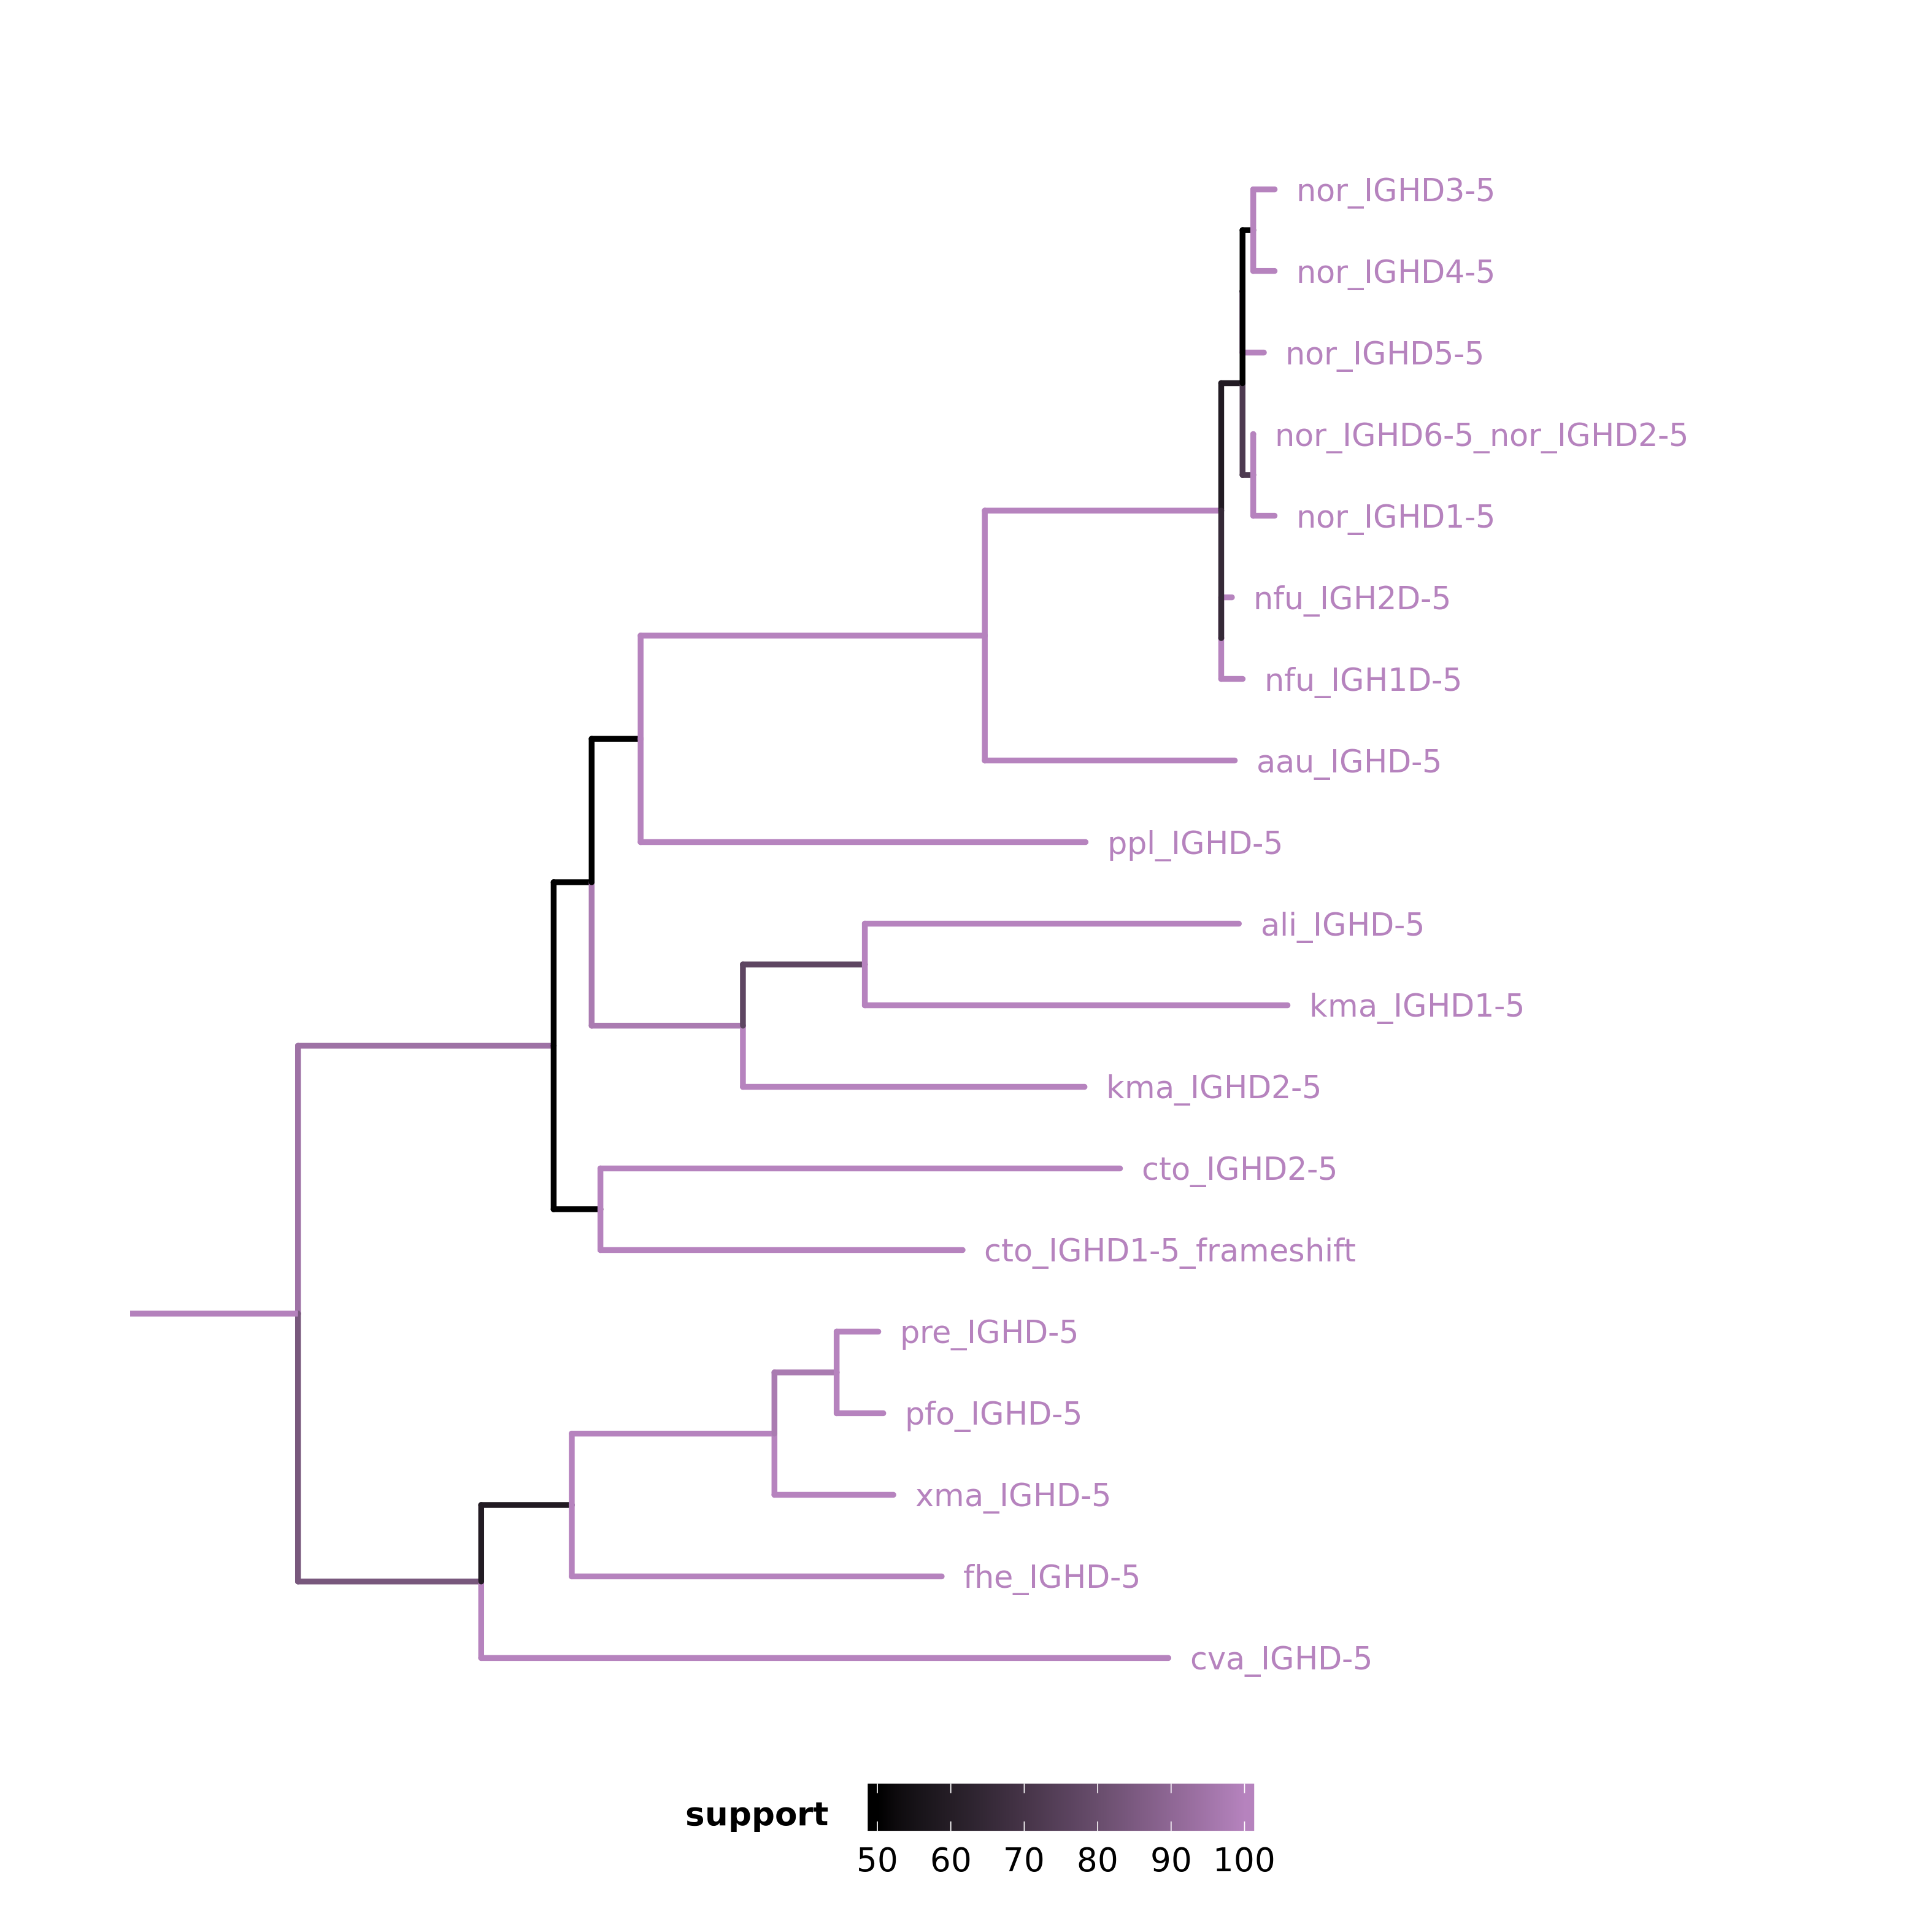 nor_IGHD3-5
nor_IGHD4-5
nor_IGHD5-5
nor_IGHD6-5_nor_IGHD2-5
nor_IGHD1-5
nfu_IGH2D-5
nfu_IGH1D-5
aau_IGHD-5
ppl_IGHD-5
ali_IGHD-5
kma_IGHD1-5
kma_IGHD2-5
cto_IGHD2-5
cto_IGHD1-5_frameshift
pre_IGHD-5
pfo_IGHD-5
xma_IGHD-5
fhe_IGHD-5
cva_IGHD-5
support
50 60 70 80 90 100